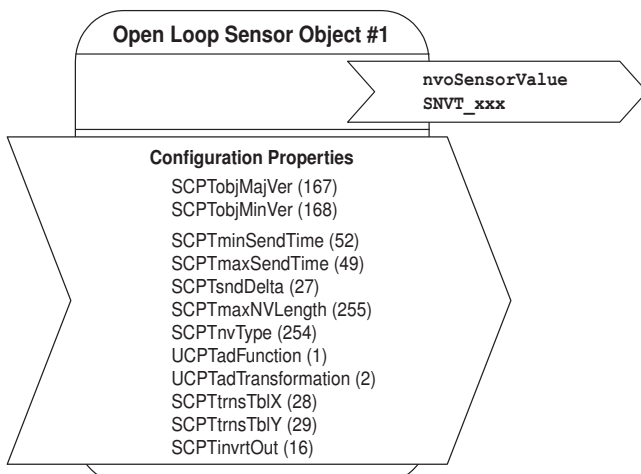 Open Loop Sensor Object #1
nvoSensorValue
SNVT_xxx
Configuration Properties
SCPTobjMajVer (167)
SCPTobjMinVer (168)
SCPTminSendTime (52)
SCPTmaxSendTime (49)
SCPTsndDelta (27)
SCPTmaxNVLength (255)
SCPTnvType (254)
UCPTadFunction (1)
UCPTadTransformation (2)
SCPTtrnsTblX (28)
SCPTtrnsTblY (29)
SCPTinvrtOut (16)